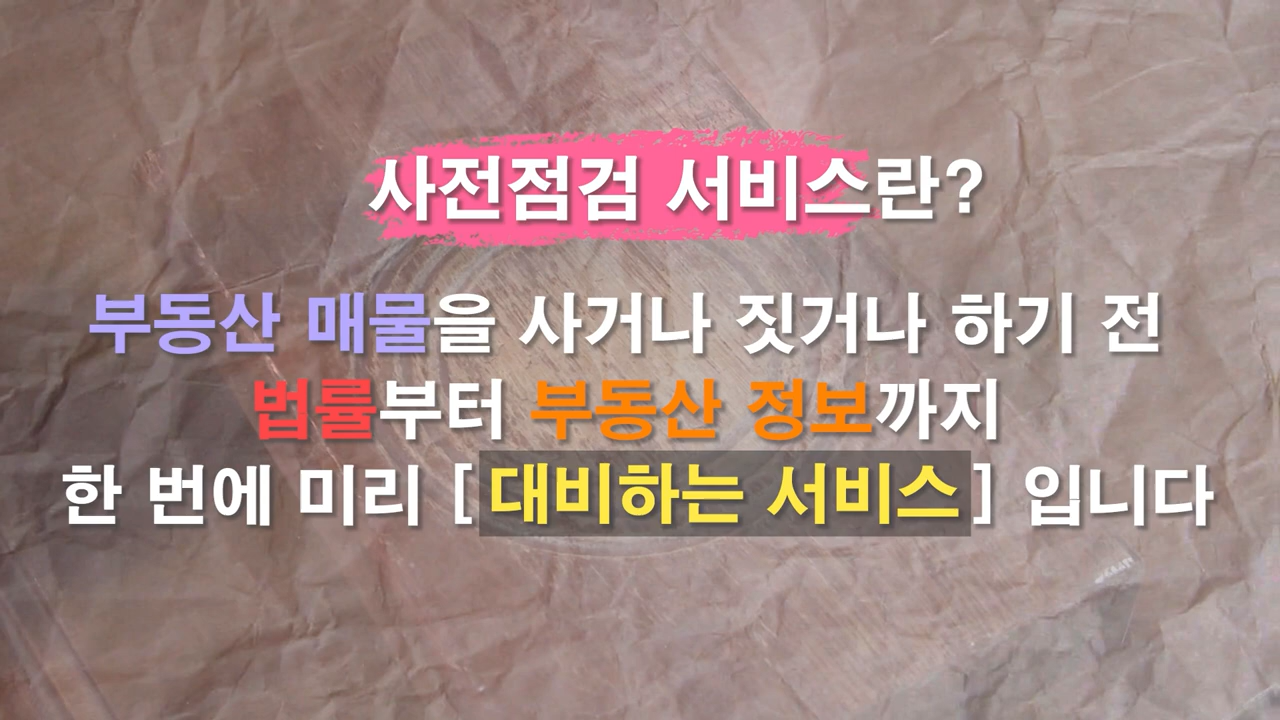 사전점검 서비스란?
부동산 매물을 사거나 짓거나 하기 전
법률부터 부동산 정보까지
한 번에 미리 [대비하는 서비스] 입니다